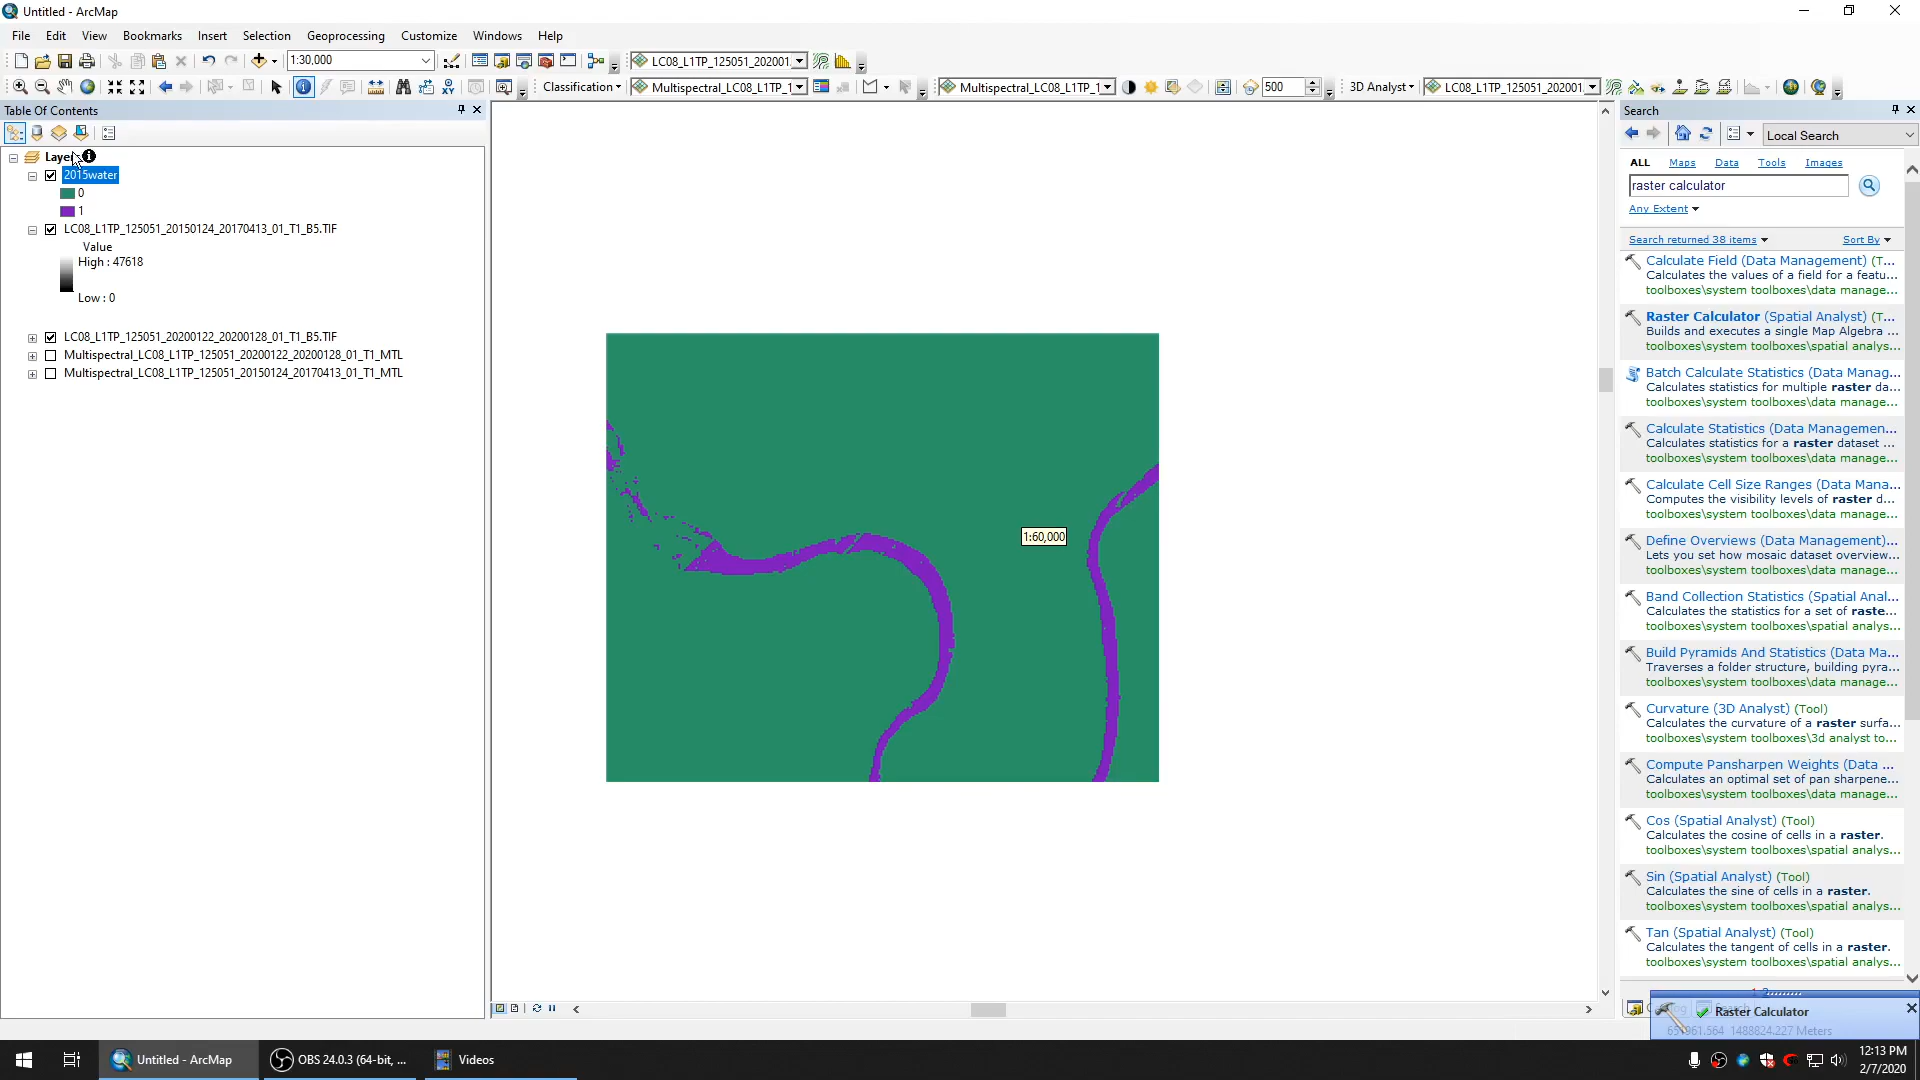 Untitled - ArcMap
File Edit View Bookmarks Insert Selection Geoprocessing Customize Windows Help
1:30,000
LC08_L1TP_125051_202001
Classification
Multispectral_LC08_L1TP_1
Multispectral_LC08_L1TP_1
500
3D Analyst
LC08_L1TP_125051_202001
Table Of Contents
Layer
2015water
0
1
LC08_L1TP_125051_20150124_20170413_01_T1_B5.TIF
Value
High : 47618
Low : 0
LC08_L1TP_125051_20200122_20200128_01_T1_B5.TIF
Multispectral_LC08_L1TP_125051_20200122_20200128_01_T1_MTL
Multispectral_LC08_L1TP_125051_20150124_20170413_01_T1_MTL
1:60,000
Search
Local Search
ALL Maps Data Tools Images
raster calculator
Any Extent
Search returned 38 items
Sort By
Calculate Field (Data Management) (T...
Calculates the values of a field for a featu...
toolboxes\system toolboxes\data manage...
Raster Calculator (Spatial Analyst) (T...
Builds and executes a single Map Algebra ...
toolboxes\system toolboxes\spatial analys...
Batch Calculate Statistics (Data Manag...
Calculates statistics for multiple raster da...
toolboxes\system toolboxes\data manage...
Calculate Statistics (Data Managemen...
Calculates statistics for a raster dataset ...
toolboxes\system toolboxes\data manage...
Calculate Cell Size Ranges (Data Mana...
Computes the visibility levels of raster d...
toolboxes\system toolboxes\data manage...
Define Overviews (Data Management)...
Lets you set how mosaic dataset overview...
toolboxes\system toolboxes\data manage...
Band Collection Statistics (Spatial Anal...
Calculates the statistics for a set of raste...
toolboxes\system toolboxes\spatial analys...
Build Pyramids And Statistics (Data Ma...
Traverses a folder structure, building pyra...
toolboxes\system toolboxes\data manage...
Curvature (3D Analyst) (Tool)
Calculates the curvature of a raster surfa...
toolboxes\system toolboxes\3d analyst to...
Compute Pansharpen Weights (Data ...
Calculates an optimal set of pan sharpene...
toolboxes\system toolboxes\data manage...
Cos (Spatial Analyst) (Tool)
Calculates the cosine of cells in a raster.
toolboxes\system toolboxes\spatial analys...
Sin (Spatial Analyst) (Tool)
Calculates the sine of cells in a raster.
toolboxes\system toolboxes\spatial analys...
Tan (Spatial Analyst) (Tool)
Calculates the tangent of cells in a raster.
toolboxes\system toolboxes\spatial analys...
Raster Calculator
1488824.227 Meters
Untitled - ArcMap
OBS 24.0.3 (64-bit, ...
Videos
12:13 PM
2/7/2020